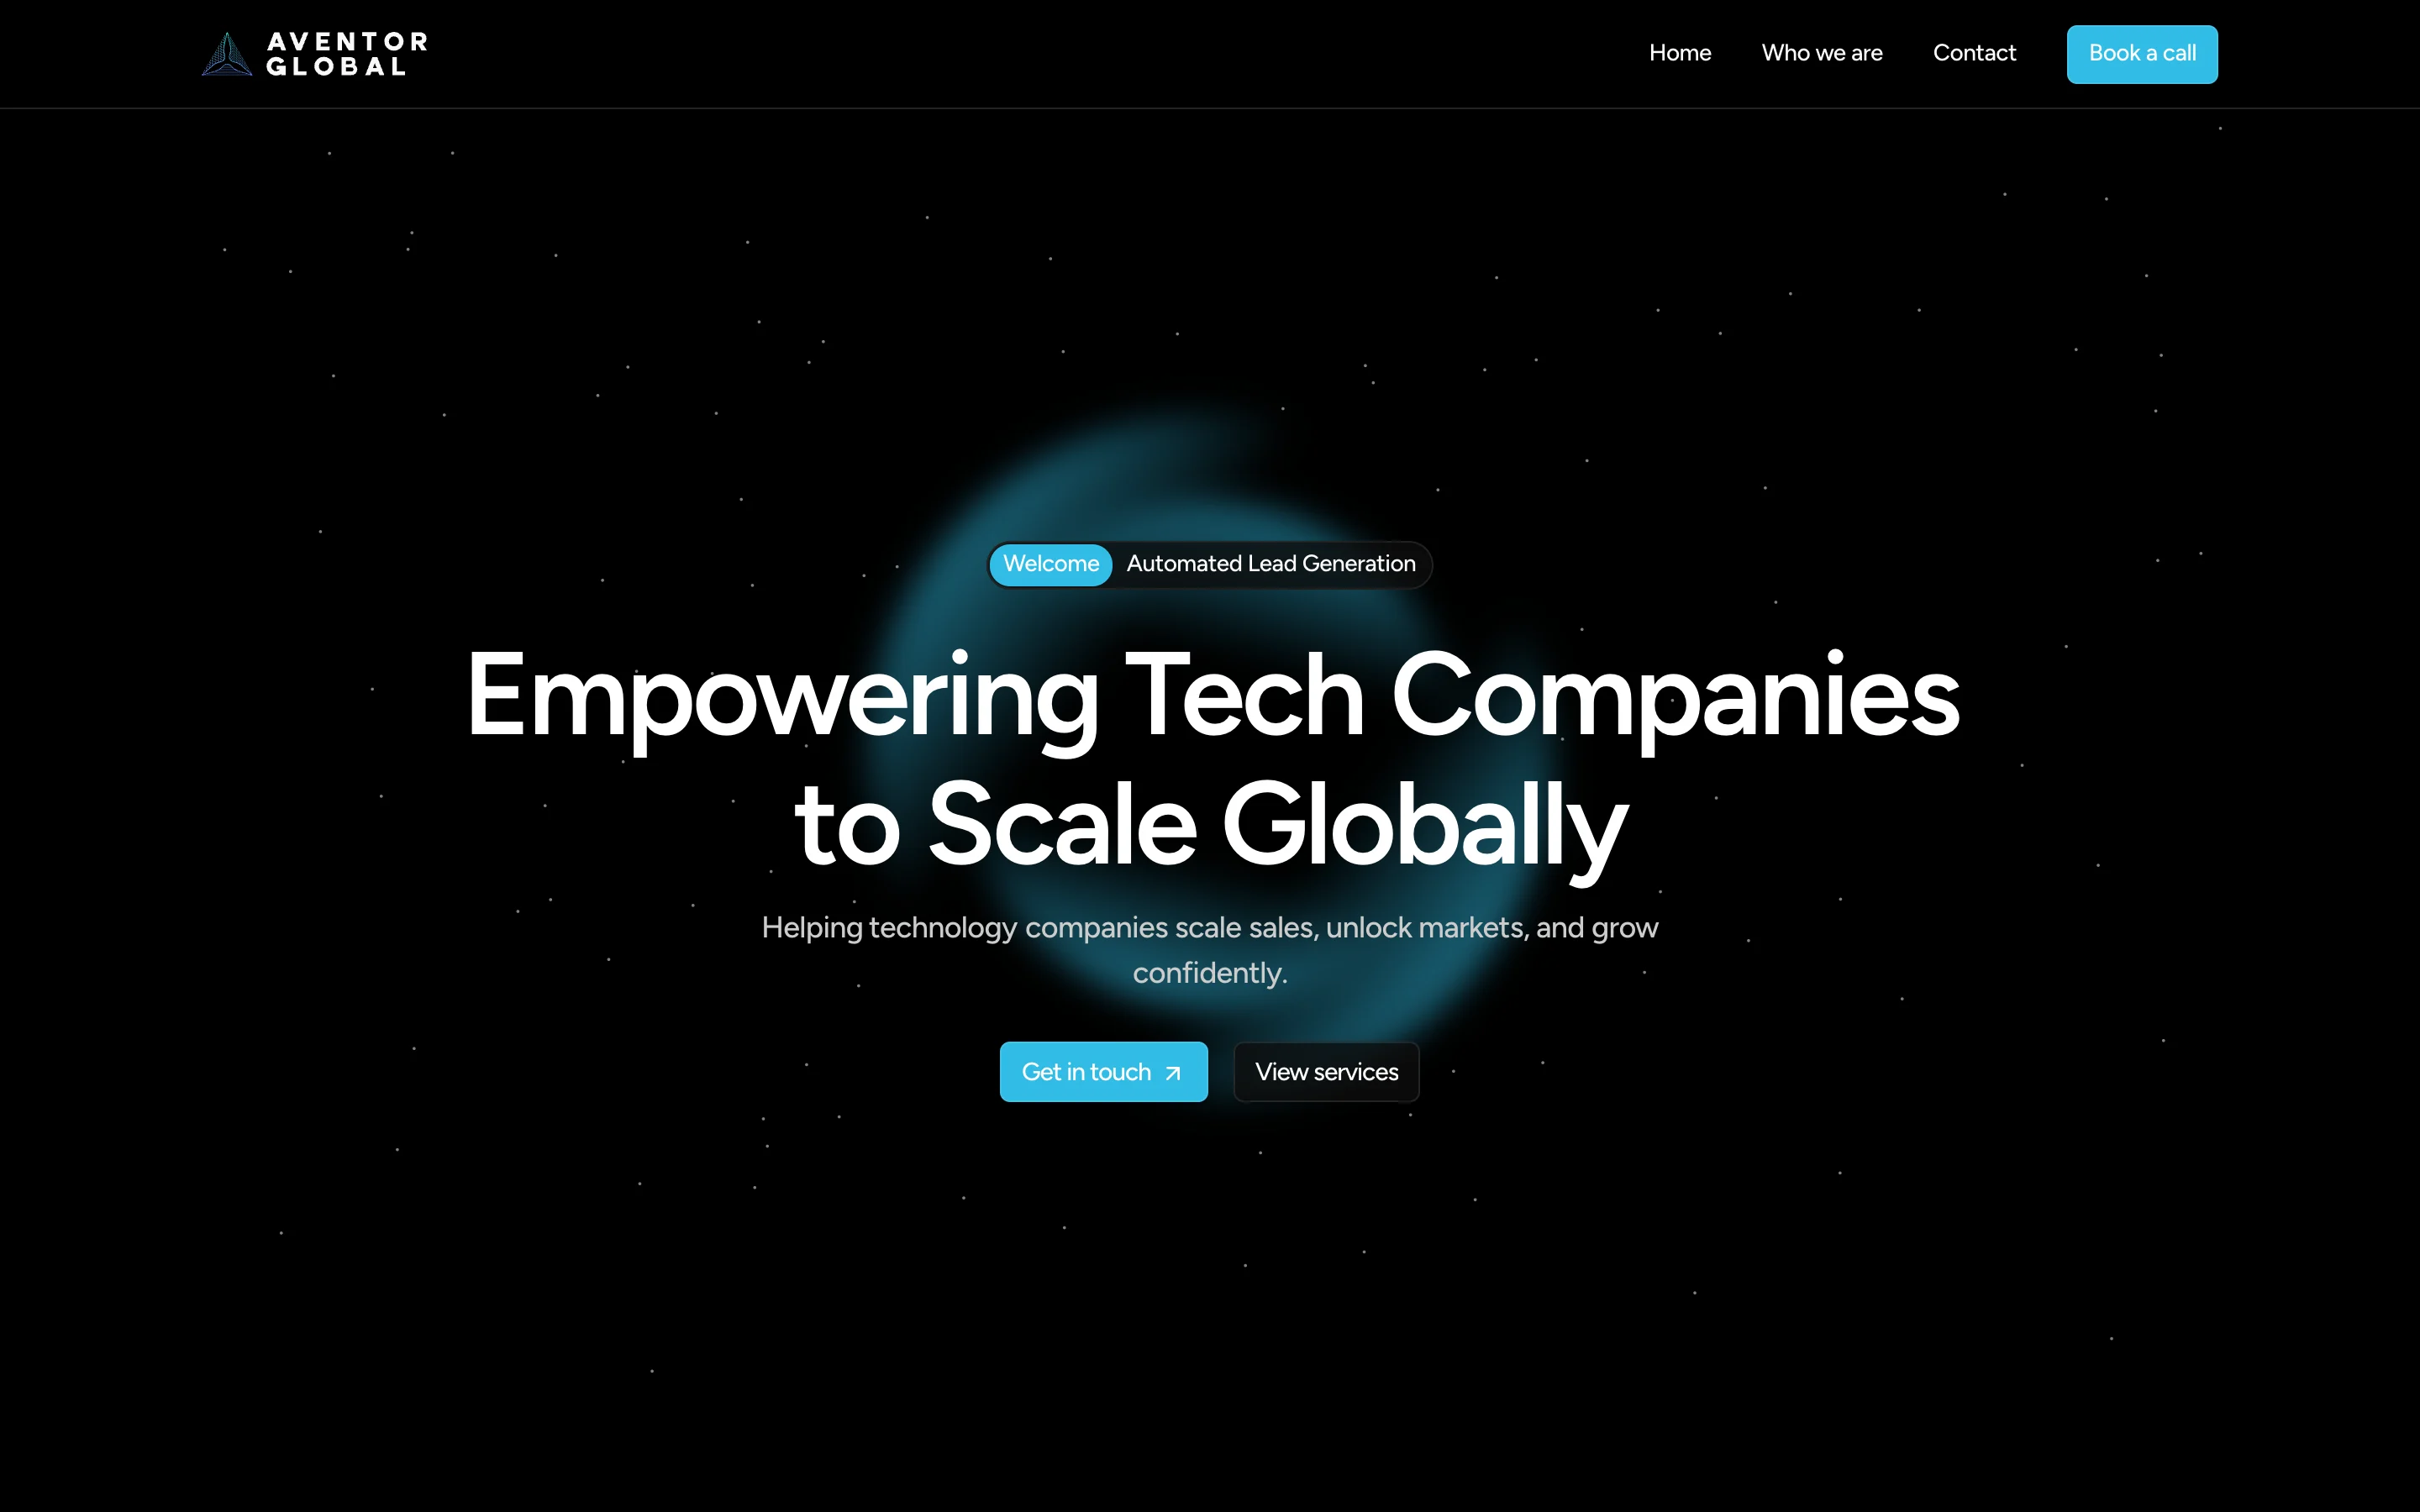 AVENTOR
GLOBAL
Home
Who we are
Contact
Book a call
Welcome
Automated Lead Generation
Empowering Tech Companies
to Scale Globally
Helping technology companies scale sales, unlock markets, and grow
confidently.
Get in touch
View services